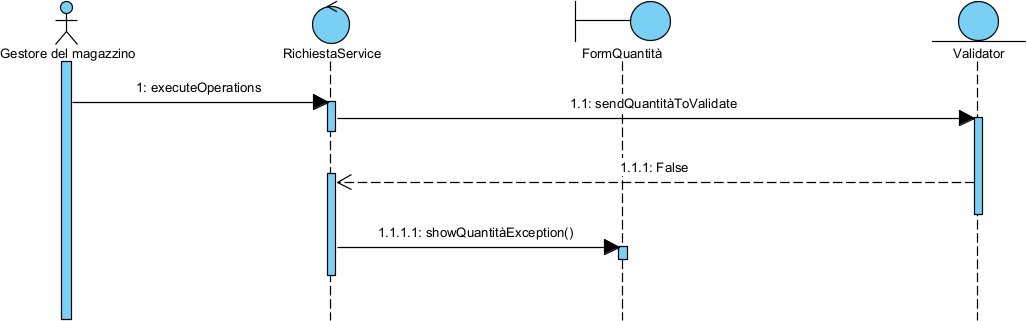 Gestore del magazzino
RichiestaService
FormQuantità
Validator
1: executeOperations
1.1: sendQuantitàToValidate
1.1.1: False
1.1.1.1: showQuantitàException()